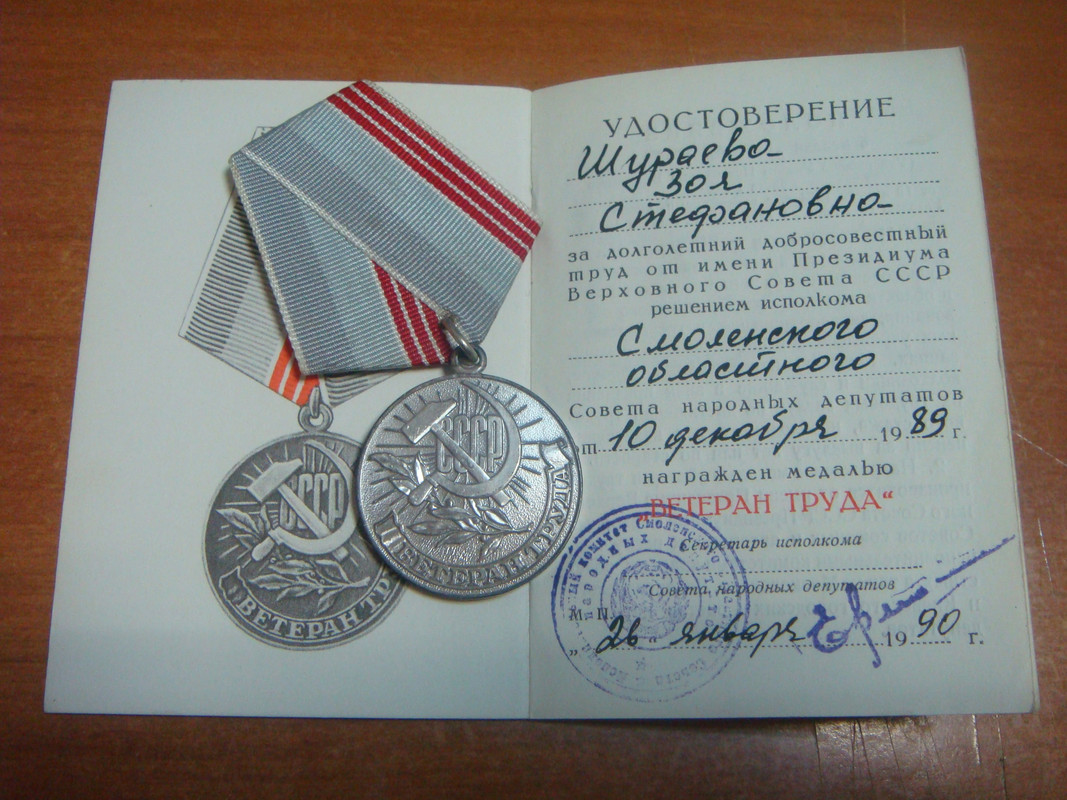 УДОСТОВЕРЕНИЕ
Шураева
Зоя
Стефановна
за долголетний добросовестный
труд от имени Президиума
Верховного Совета СССР
решением исполкома
Смоленского
областного
Совета народных депутатов
от 10 декабря 1989 г.
награжден медалью
„ВЕТЕРАН ТРУДА“
Секретарь исполкома
Совета народных депутатов
М. П.
„26“ января 1990 г.
СССР
ВЕТЕРАН ТРУДА
СССР
ВЕТЕРАН ТР